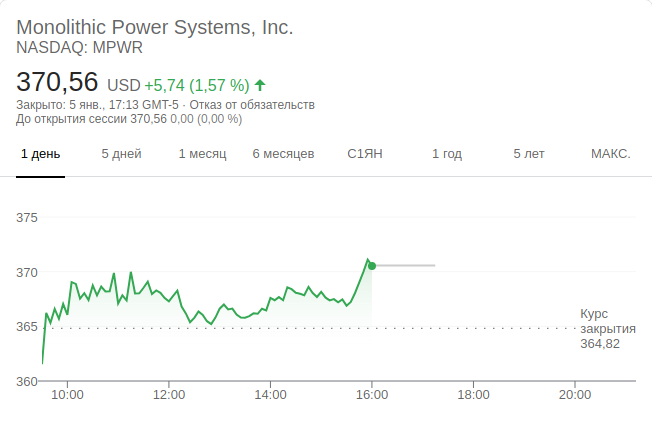 Monolithic Power Systems, Inc.
NASDAQ: MPWR
370,56 USD +5,74 (1,57 %)
Закрыто: 5 янв., 17:13 GMT-5 · Отказ от обязательств
До открытия сессии 370,56 0,00 (0,00 %)
1 день 5 дней 1 месяц 6 месяцев С1ЯН 1 год 5 лет МАКС.
375
370
365
Курс
закрытия
364,82
360
10:00 12:00 14:00 16:00 18:00 20:00